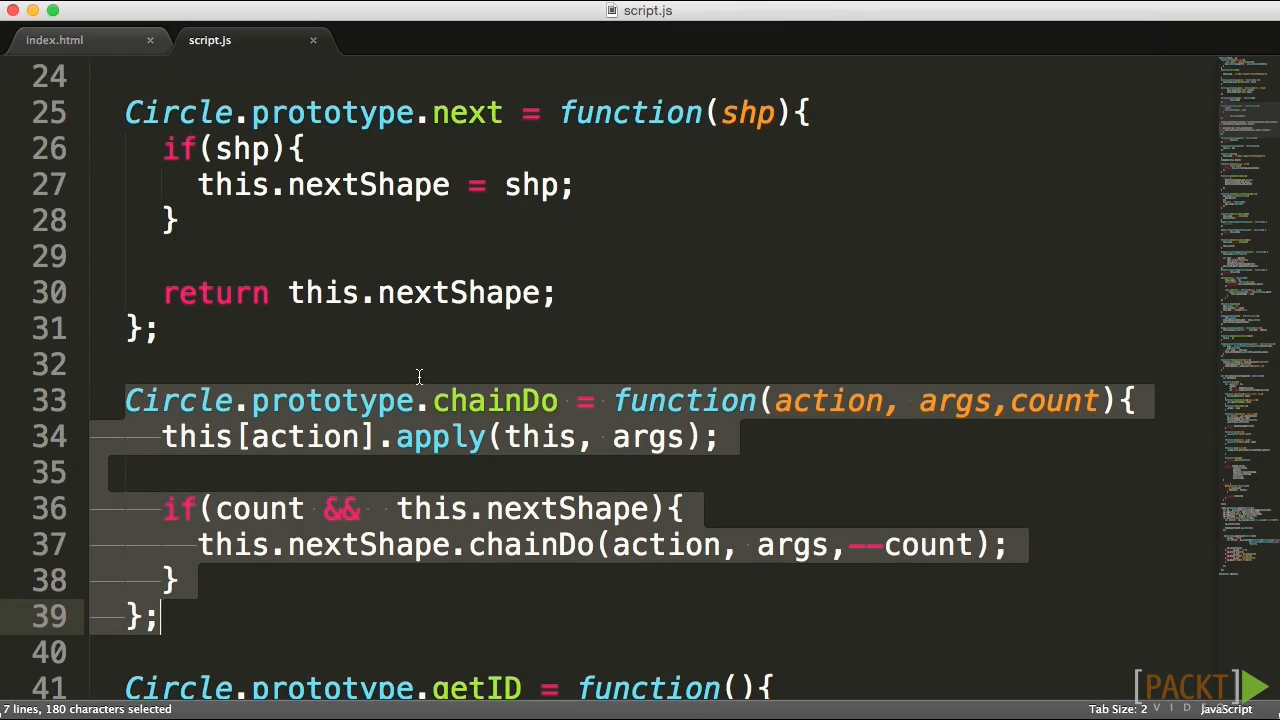 script.js
index.html × script.js ×
24
25 Circle.prototype.next = function(shp){
26 if(shp){
27 this.nextShape = shp;
28 }
29
30 return this.nextShape;
31 };
32
33 Circle.prototype.chainDo = function(action, args,count){
34 this[action].apply(this, args);
35
36 if(count && this.nextShape){
37 this.nextShape.chainDo(action, args,--count);
38 }
39 };
40
41 Circle.prototype.getID = function(){
[PACKT]
VIDEO
7 lines, 180 characters selected Tab Size: 2 JavaScript